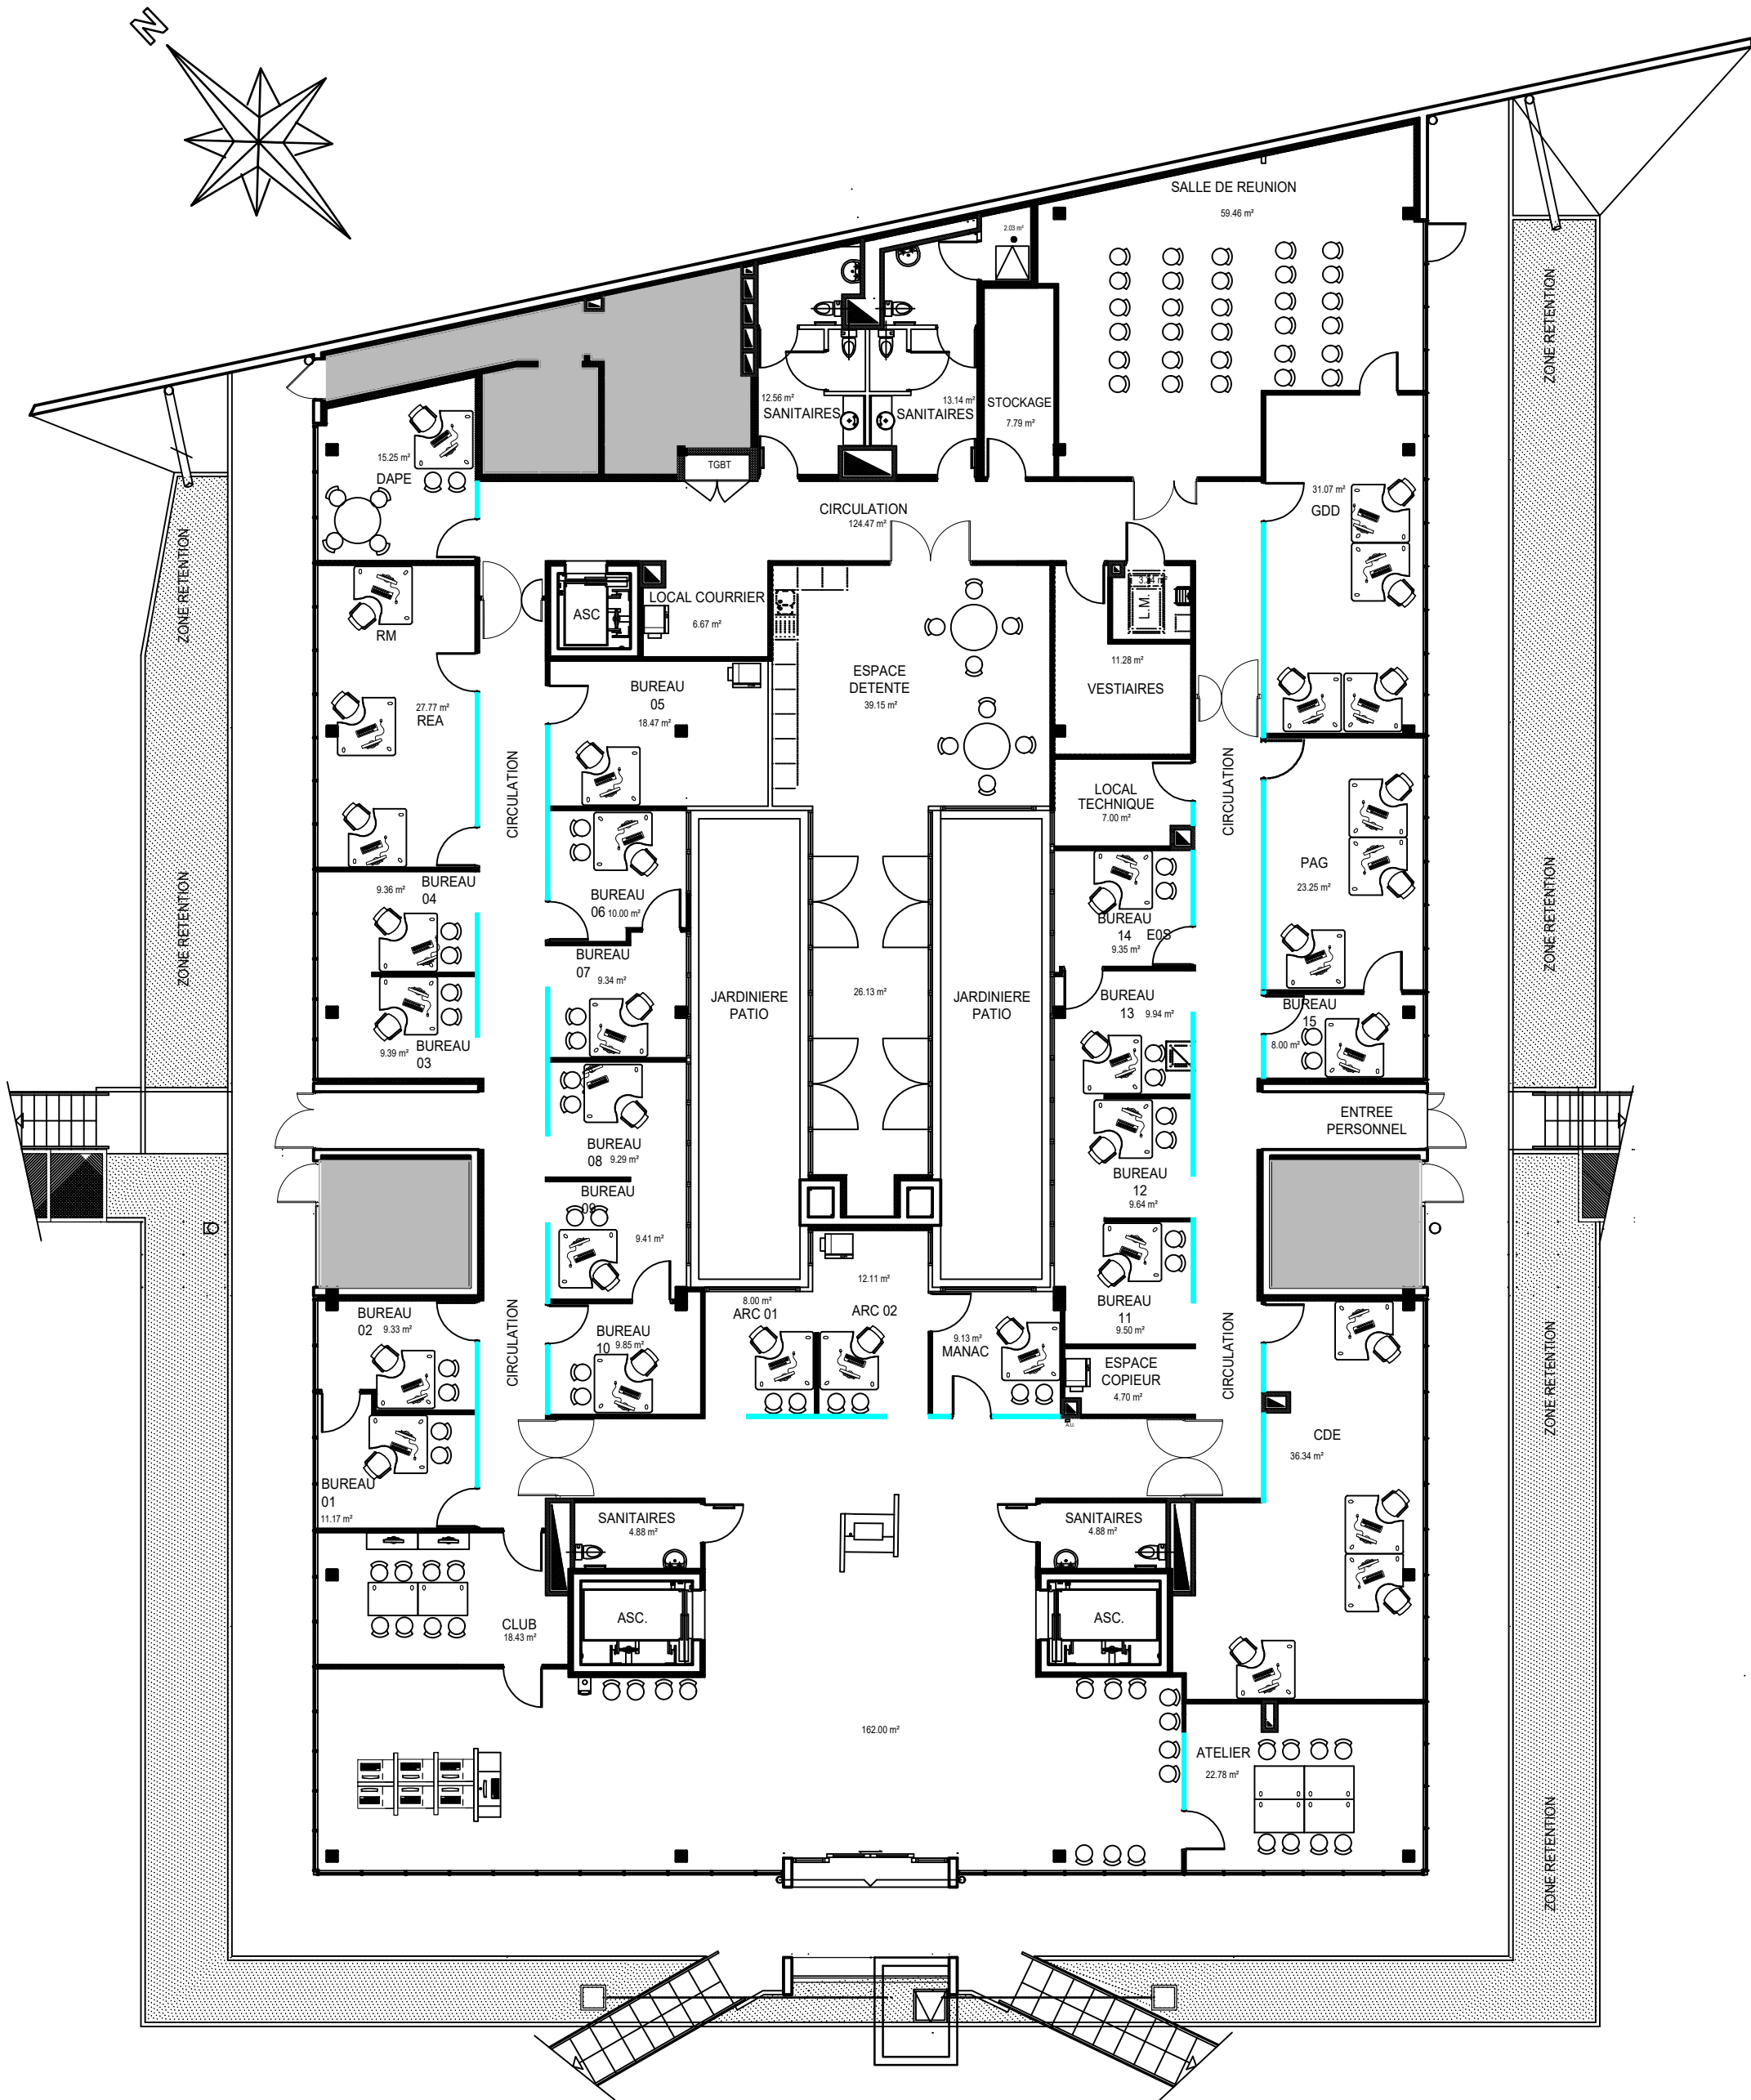 N
SALLE DE REUNION
59.46 m²
2.03 m²
ZONE RETENTION
12.56 m²
SANITAIRES
13.14 m²
SANITAIRES
STOCKAGE
7.79 m²
15.25 m²
DAPE
TGBT
CIRCULATION
124.47 m²
31.07 m²
GDD
ZONE RETENTION
RM
ASC
LOCAL COURRIER
6.67 m²
L.M.
11.28 m²
VESTIAIRES
27.77 m²
REA
BUREAU
05
18.47 m²
ESPACE
DETENTE
39.15 m²
CIRCULATION
LOCAL
TECHNIQUE
7.00 m²
CIRCULATION
PAG
23.25 m²
9.36 m²
BUREAU
04
BUREAU
06 10.00 m²
BUREAU
14 E0S
9.35 m²
ZONE RETENTION
ZONE RETENTION
BUREAU
07
9.34 m²
JARDINIERE
PATIO
26.13 m²
JARDINIERE
PATIO
BUREAU
13 9.94 m²
BUREAU
15
8.00 m²
9.39 m²
BUREAU
03
ENTREE
PERSONNEL
BUREAU
08 9.29 m²
BUREAU
12
9.64 m²
BUREAU
09
9.41 m²
12.11 m²
BUREAU
02 9.33 m²
CIRCULATION
BUREAU
10 9.85 m²
8.00 m²
ARC 01
ARC 02
9.13 m²
MANAC
BUREAU
11
9.50 m²
ESPACE
COPIEUR
4.70 m²
A.U.
CIRCULATION
ZONE RETENTION
ZONE RETENTION
CDE
36.34 m²
BUREAU
01
11.17 m²
SANITAIRES
4.88 m²
SANITAIRES
4.88 m²
CLUB
18.43 m²
ASC.
ASC.
162.00 m²
ATELIER
22.78 m²
ZONE RETENTION
ZONE RETENTION